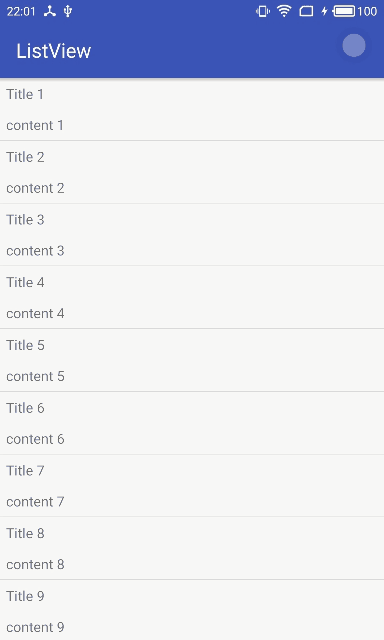 22:01 100
ListView
Title 1
content 1
Title 2
content 2
Title 3
content 3
Title 4
content 4
Title 5
content 5
Title 6
content 6
Title 7
content 7
Title 8
content 8
Title 9
content 9